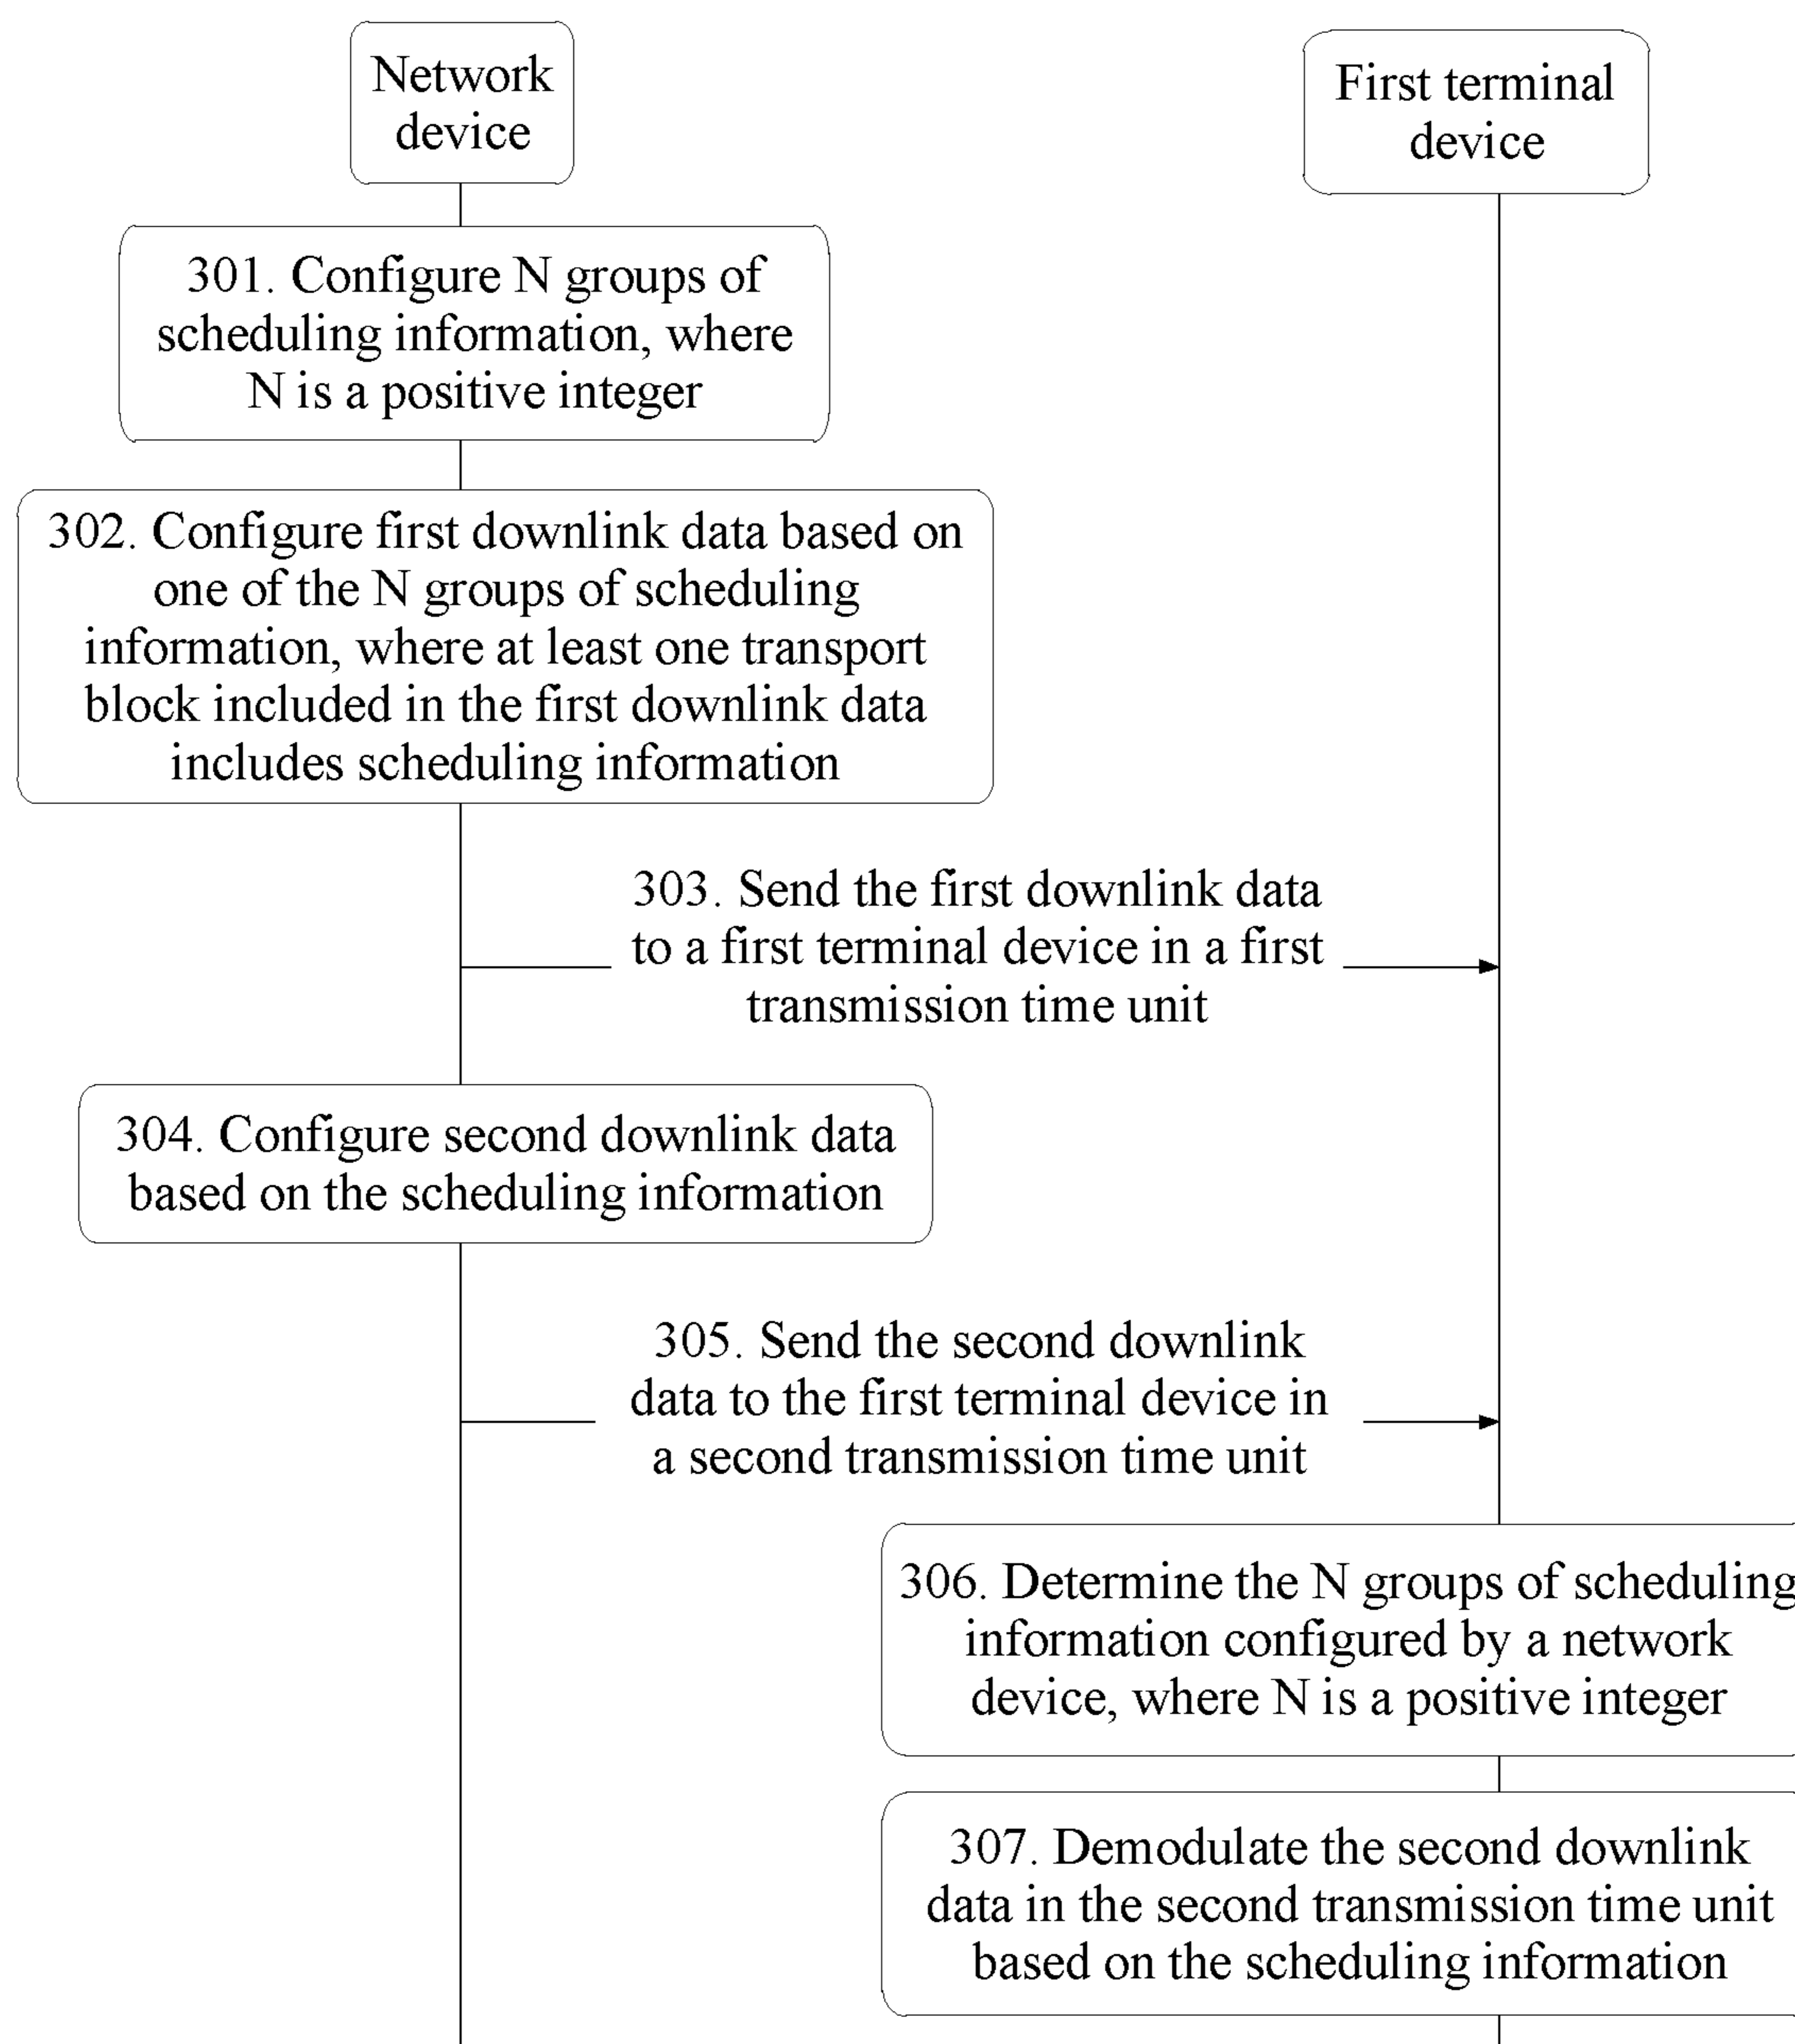 Network
device
First terminal
device
301. Configure N groups of
scheduling information, where
N is a positive integer
302. Configure first downlink data based on
one of the N groups of scheduling
information, where at least one transport
block included in the first downlink data
includes scheduling information
303. Send the first downlink data
to a first terminal device in a first
transmission time unit
304. Configure second downlink data
based on the scheduling information
305. Send the second downlink
data to the first terminal device in
a second transmission time unit
306. Determine the N groups of scheduling
information configured by a network
device, where N is a positive integer
307. Demodulate the second downlink
data in the second transmission time unit
based on the scheduling information